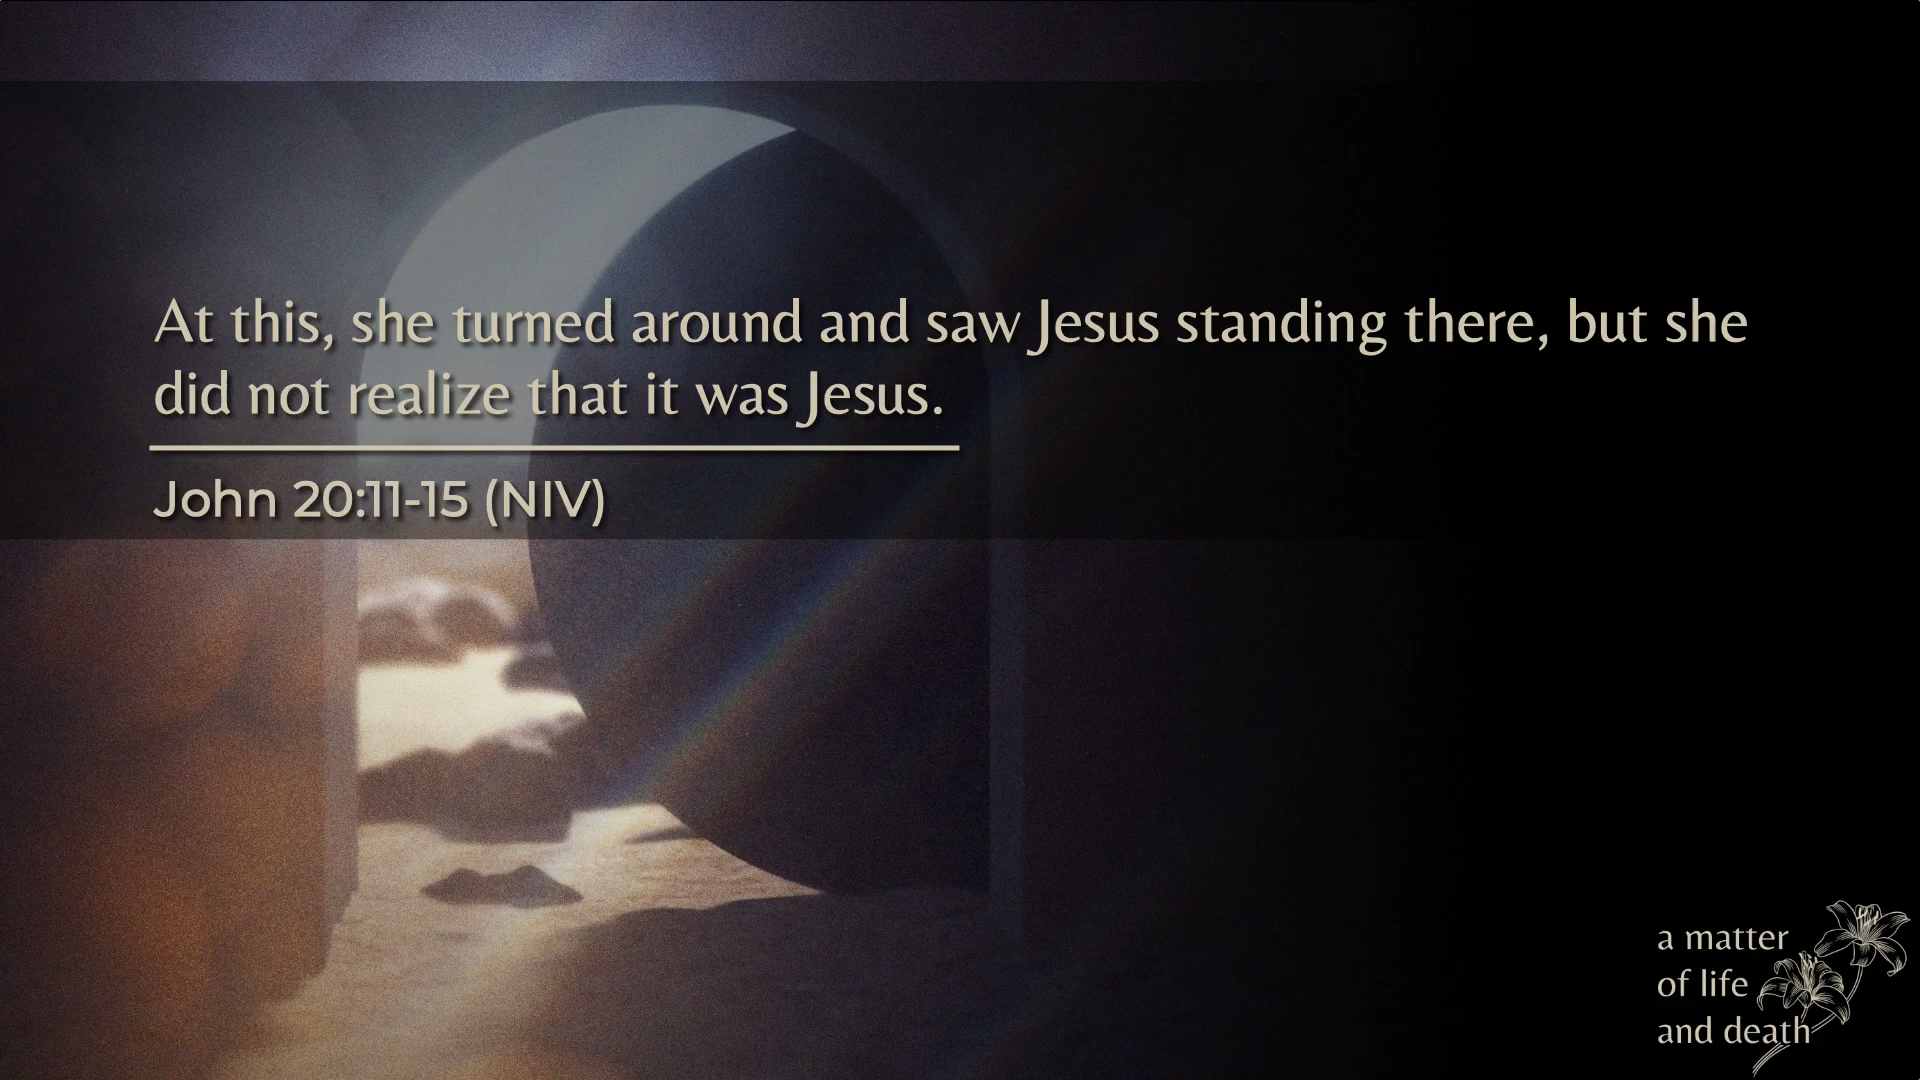 At this, she turned around and saw Jesus standing there, but she
did not realize that it was Jesus.
John 20:11-15 (NIV)
a matter
of life
and death